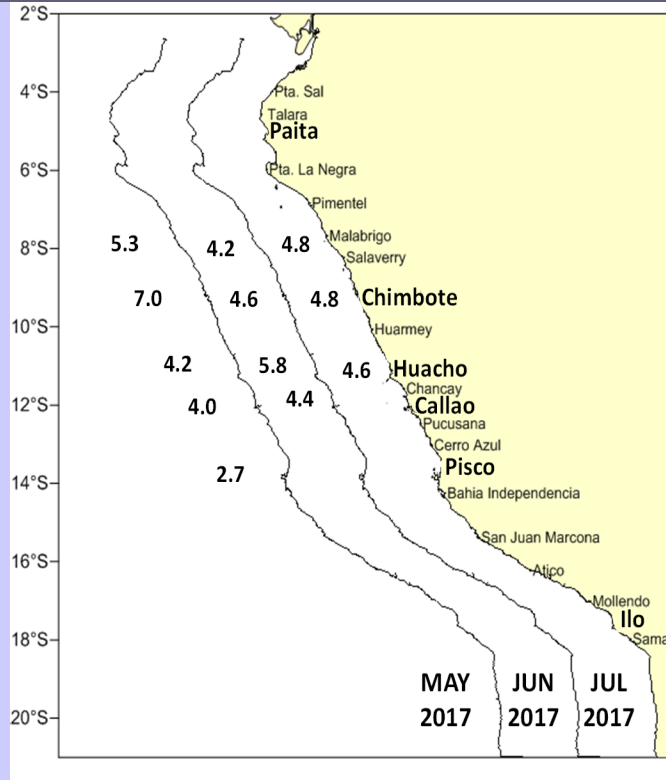 2°S
4°S
Pta. Sal
Talara
Paita
6°S
Pta. La Negra
Pimentel
Malabrigo
5.3 4.2 4.8
8°S
Salaverry
7.0 4.6 4.8 Chimbote
10°S
Huarmey
4.2 5.8 4.6 Huacho
Chancay
4.0 4.4
12°S
Callao
Pucusana
Cerro Azul
2.7
Pisco
14°S
Bahia Independencia
San Juan Marcona
16°S
Atico
Mollendo
Ilo
18°S
Sama
MAY JUN JUL
2017 2017 2017
20°S